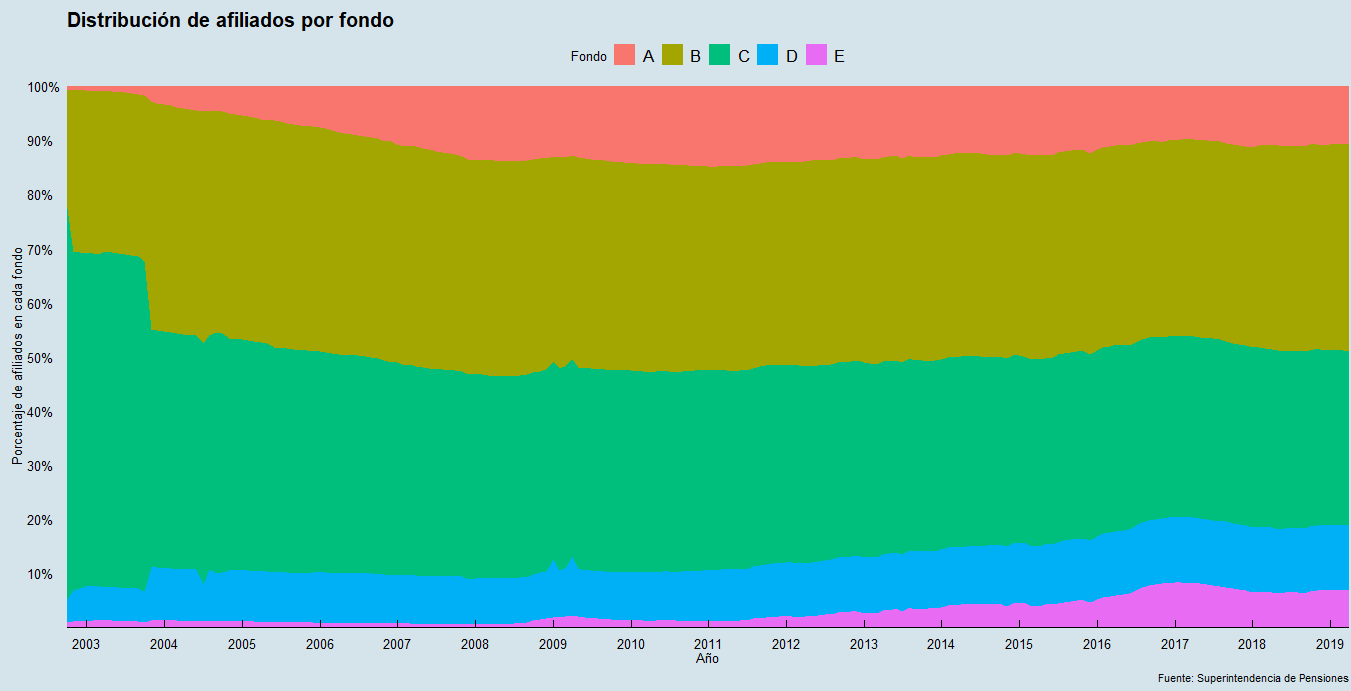 Distribución de afiliados por fondo
Fondo A B C D E
100%
90%
80%
70%
60%
50%
40%
30%
20%
10%
Porcentaje de afiliados en cada fondo
2003 2004 2005 2006 2007 2008 2009 2010 2011 2012 2013 2014 2015 2016 2017 2018 2019
Año
Fuente: Superintendencia de Pensiones